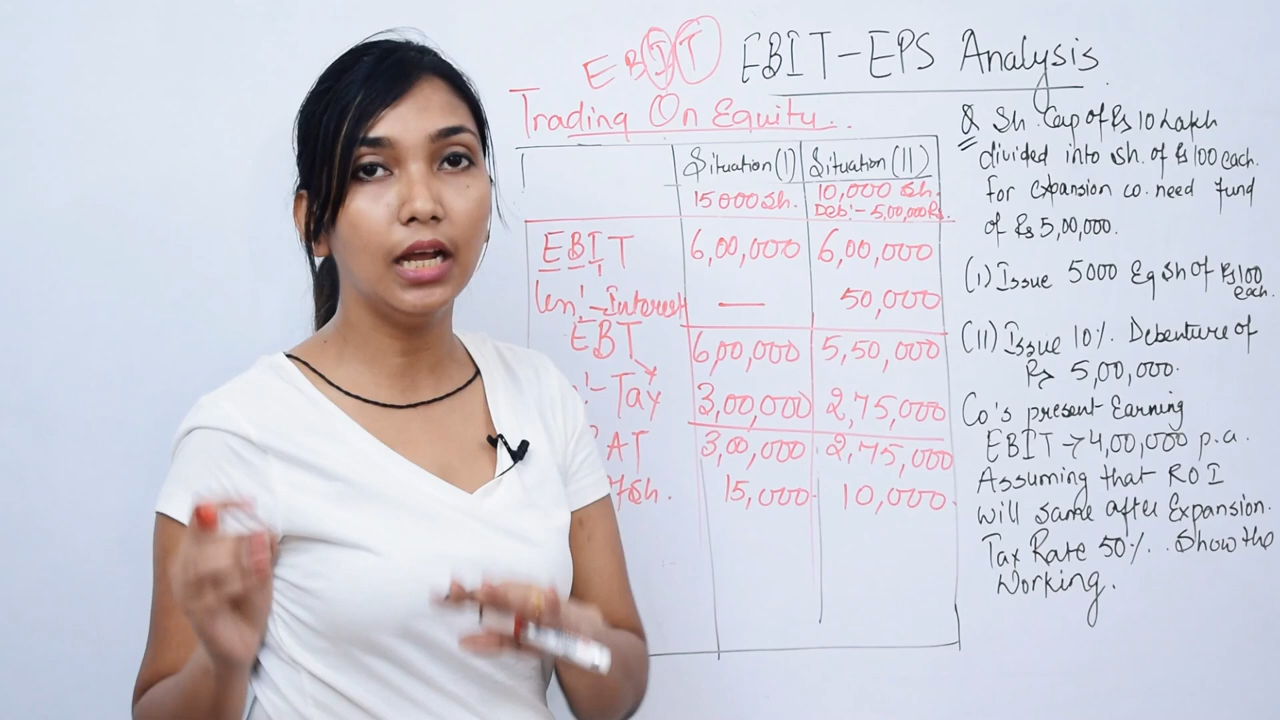 EBIT EBIT-EPS Analysis
Trading On Equity..
Situation (I) Situation (II)
15000 sh. 10,000 sh.
Deb:- 5,00,000 Rs.
EBIT 6,00,000 6,00,000
Les:- Interest — 50,000
EBT 6,00,000 5,50,000
:- Tax 3,00,000 2,75,000
AT 3,00,000 2,75,000
fsh. 15,000 10,000
Q Sh. Cap of Rs 10 Lakh
divided into sh. of Rs 100 each.
for expansion co. need fund
of Rs 5,00,000.
(I) Issue 5000 Eq sh of Rs 100
each.
(II) Issue 10% Debenture of
Rs 5,00,000.
Co's present Earning
EBIT → 4,00,000 p.a.
Assuming that ROI
will same after Expansion.
Tax Rate 50%. Show the
Working.